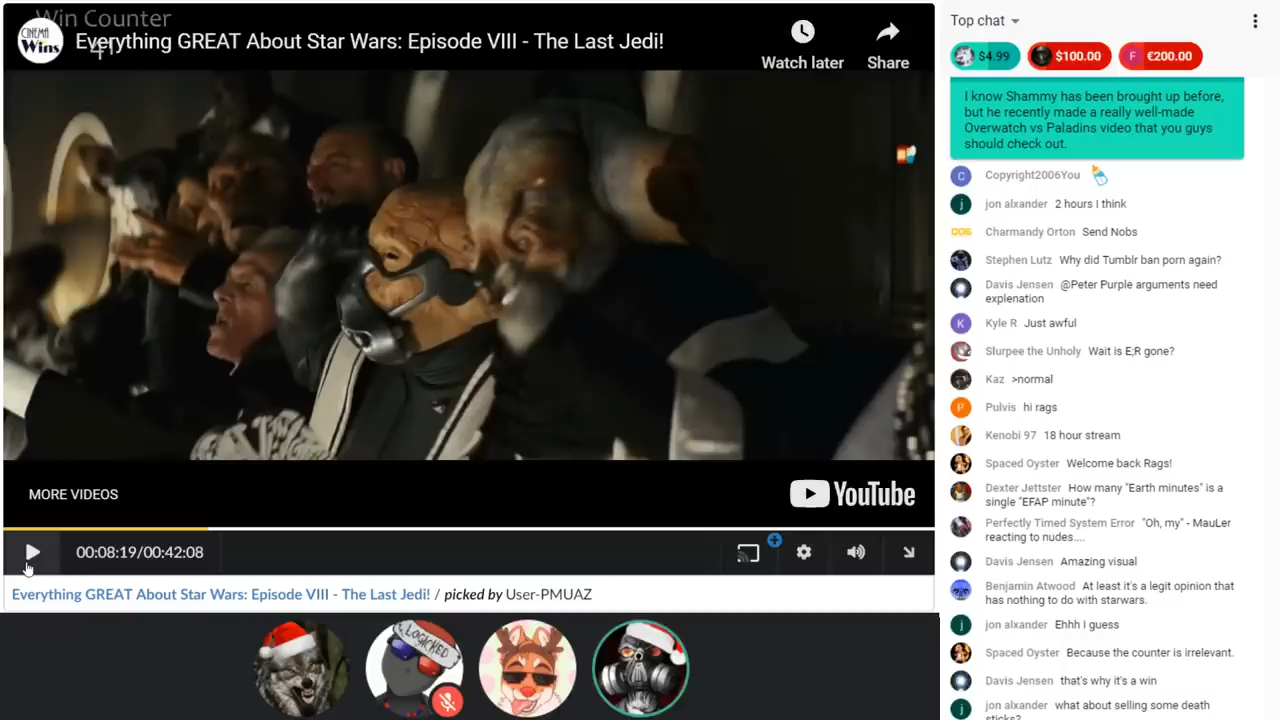 Win Counter
4
CINEMA
Wins
Everything GREAT About Star Wars: Episode VIII - The Last Jedi!
Watch later
Share
MORE VIDEOS
YouTube
00:08:19/00:42:08
Everything GREAT About Star Wars: Episode VIII - The Last Jedi! / picked by User-PMUAZ
LOGICKED
Top chat
$4.99
$100.00
F €200.00
I know Shammy has been brought up before,
but he recently made a really well-made
Overwatch vs Paladins video that you guys
should check out.
C Copyright2006You
j jon alxander 2 hours I think
Charmandy Orton Send Nobs
Stephen Lutz Why did Tumblr ban porn again?
Davis Jensen @Peter Purple arguments need
explenation
K Kyle R Just awful
Slurpee the Unholy Wait is E;R gone?
Kaz >normal
P Pulvis hi rags
Kenobi 97 18 hour stream
Spaced Oyster Welcome back Rags!
Dexter Jettster How many "Earth minutes" is a
single "EFAP minute"?
Perfectly Timed System Error "Oh, my" - MauLer
reacting to nudes....
Davis Jensen Amazing visual
Benjamin Atwood At least it's a legit opinion that
has nothing to do with starwars.
j jon alxander Ehhh I guess
Spaced Oyster Because the counter is irrelevant.
Davis Jensen that's why it's a win
j jon alxander what about selling some death
sticks?